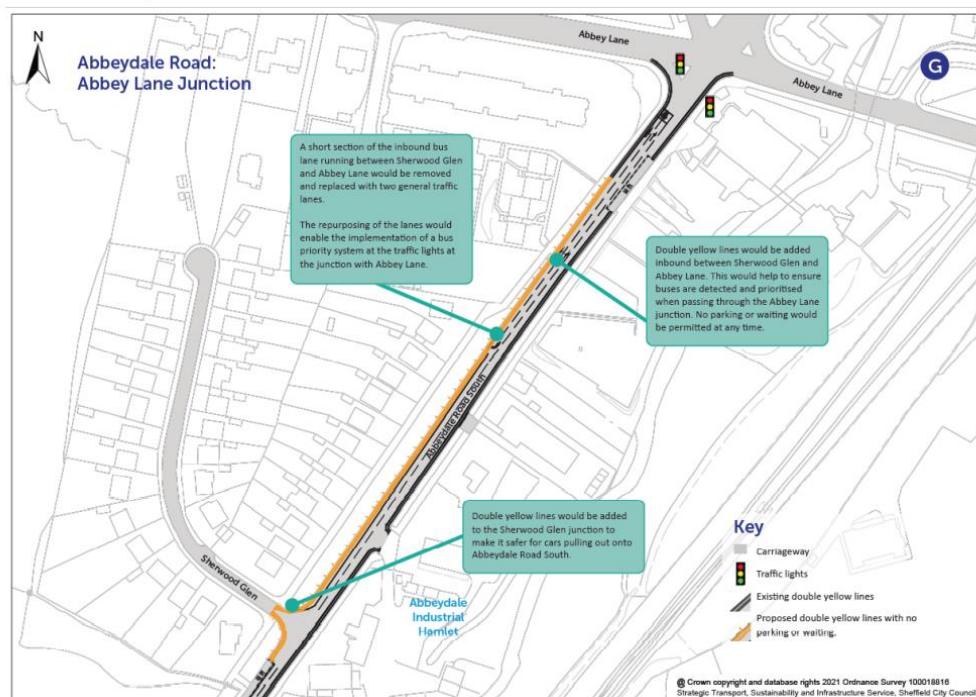 N
Abbeydale Road:
Abbey Lane Junction
Abbey Lane
Abbey Lane
G
A short section of the inbound bus
lane running between Sherwood Glen
and Abbey Lane would be removed
and replaced with two general traffic
lanes.
The repurposing of the lanes would
enable the implementation of a bus
priority system at the traffic lights at
the junction with Abbey Lane.
Double yellow lines would be added
inbound between Sherwood Glen and
Abbey Lane. This would help to ensure
buses are detected and prioritised
when passing through the Abbey Lane
junction. No parking or waiting would
be permitted at any time.
Abbeydale Road South
Double yellow lines would be added
to the Sherwood Glen junction to
make it safer for cars pulling out onto
Abbeydale Road South.
Sherwood Glen
Abbeydale
Industrial
Hamlet
Key
Carriageway
Traffic lights
Existing double yellow lines
Proposed double yellow lines with no
parking or waiting.
@ Crown copyright and database rights 2021 Ordnance Survey 100018816
Strategic Transport, Sustainability and Infrastructure Service, Sheffield City Council